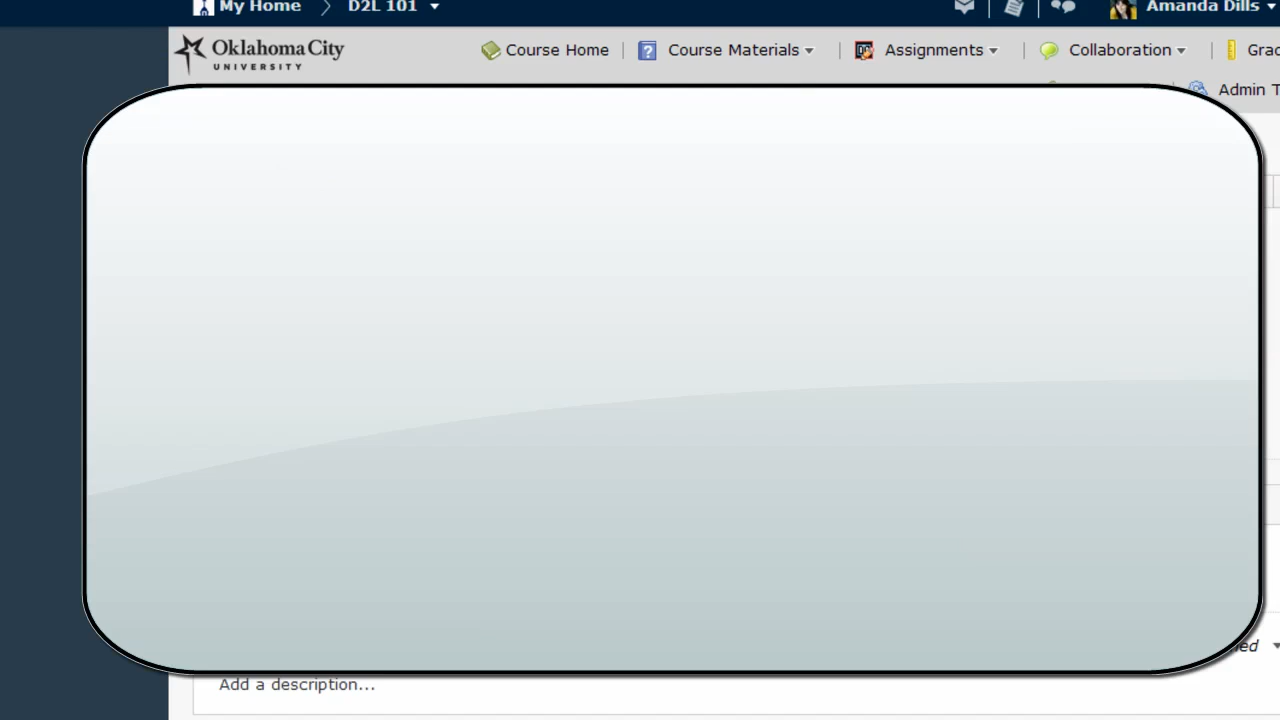 My Home D2L 101 Amanda Dills
Oklahoma City
UNIVERSITY
Course Home Course Materials Assignments Collaboration
Admin
Add a description...